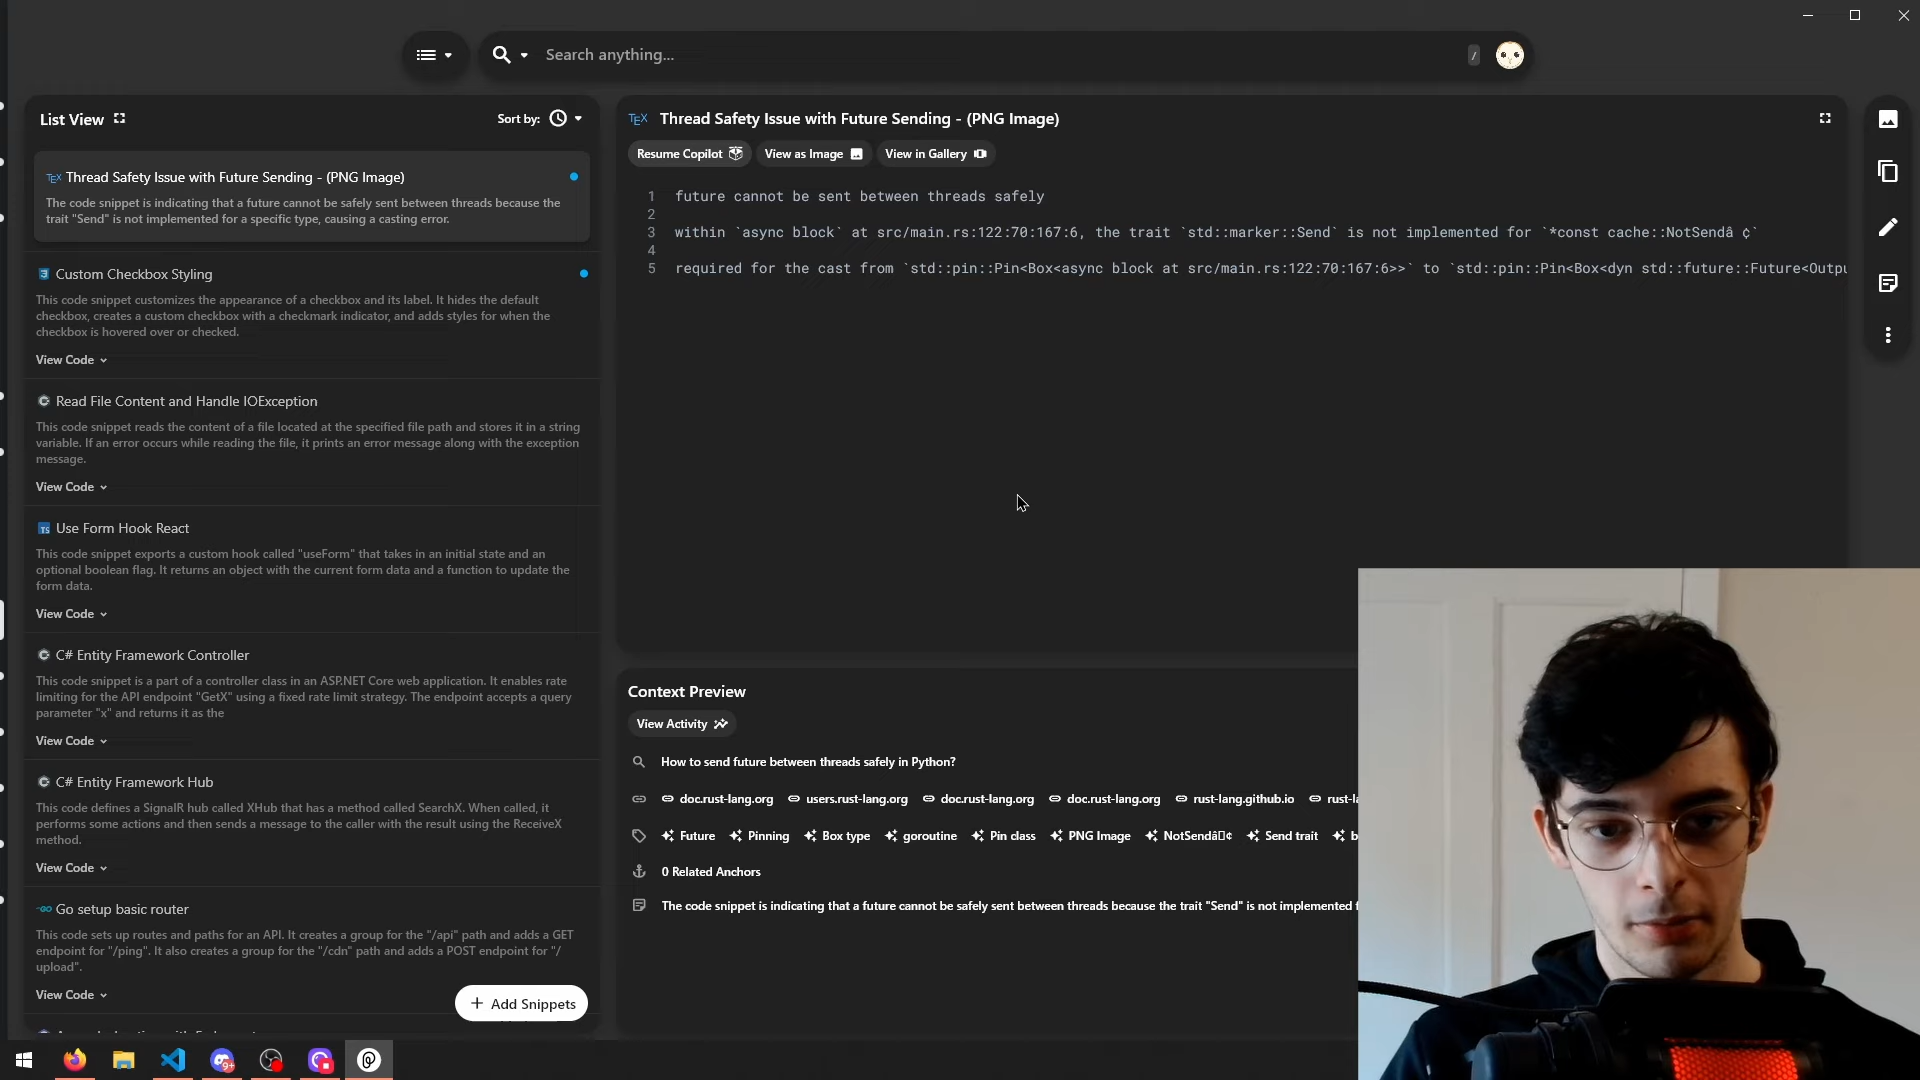 Search anything...
/
List View
Sort by:
TEX Thread Safety Issue with Future Sending - (PNG Image)
The code snippet is indicating that a future cannot be safely sent between threads because the
trait "Send" is not implemented for a specific type, causing a casting error.
Custom Checkbox Styling
This code snippet customizes the appearance of a checkbox and its label. It hides the default
checkbox, creates a custom checkbox with a checkmark indicator, and adds styles for when the
checkbox is hovered over or checked.
View Code
Read File Content and Handle IOException
This code snippet reads the content of a file located at the specified file path and stores it in a string
variable. If an error occurs while reading the file, it prints an error message along with the exception
message.
View Code
TS Use Form Hook React
This code snippet exports a custom hook called "useForm" that takes in an initial state and an
optional boolean flag. It returns an object with the current form data and a function to update the
form data.
View Code
C# Entity Framework Controller
This code snippet is a part of a controller class in an ASP.NET Core web application. It enables rate
limiting for the API endpoint "GetX" using a fixed rate limit strategy. The endpoint accepts a query
parameter "x" and returns it as the
View Code
C# Entity Framework Hub
This code defines a SignalR hub called XHub that has a method called SearchX. When called, it
performs some actions and then sends a message to the caller with the result using the ReceiveX
method.
View Code
GO Go setup basic router
This code sets up routes and paths for an API. It creates a group for the "/api" path and adds a GET
endpoint for "/ping". It also creates a group for the "/cdn" path and adds a POST endpoint for "/
upload".
View Code
+ Add Snippets
TEX Thread Safety Issue with Future Sending - (PNG Image)
Resume Copilot View as Image View in Gallery
1 future cannot be sent between threads safely
2
3 within `async block` at src/main.rs:122:70:167:6, the trait `std::marker::Send` is not implemented for `*const cache::NotSendâ ¢`
4
5 required for the cast from `std::pin::Pin<Box<async block at src/main.rs:122:70:167:6>>` to `std::pin::Pin<Box<dyn std::future::Future<Outpu
Context Preview
View Activity
How to send future between threads safely in Python?
doc.rust-lang.org users.rust-lang.org doc.rust-lang.org doc.rust-lang.org rust-lang.github.io rust-la
Future Pinning Box type goroutine Pin class PNG Image NotSendâ▯¢ Send trait b
0 Related Anchors
The code snippet is indicating that a future cannot be safely sent between threads because the trait "Send" is not implemented f
9+